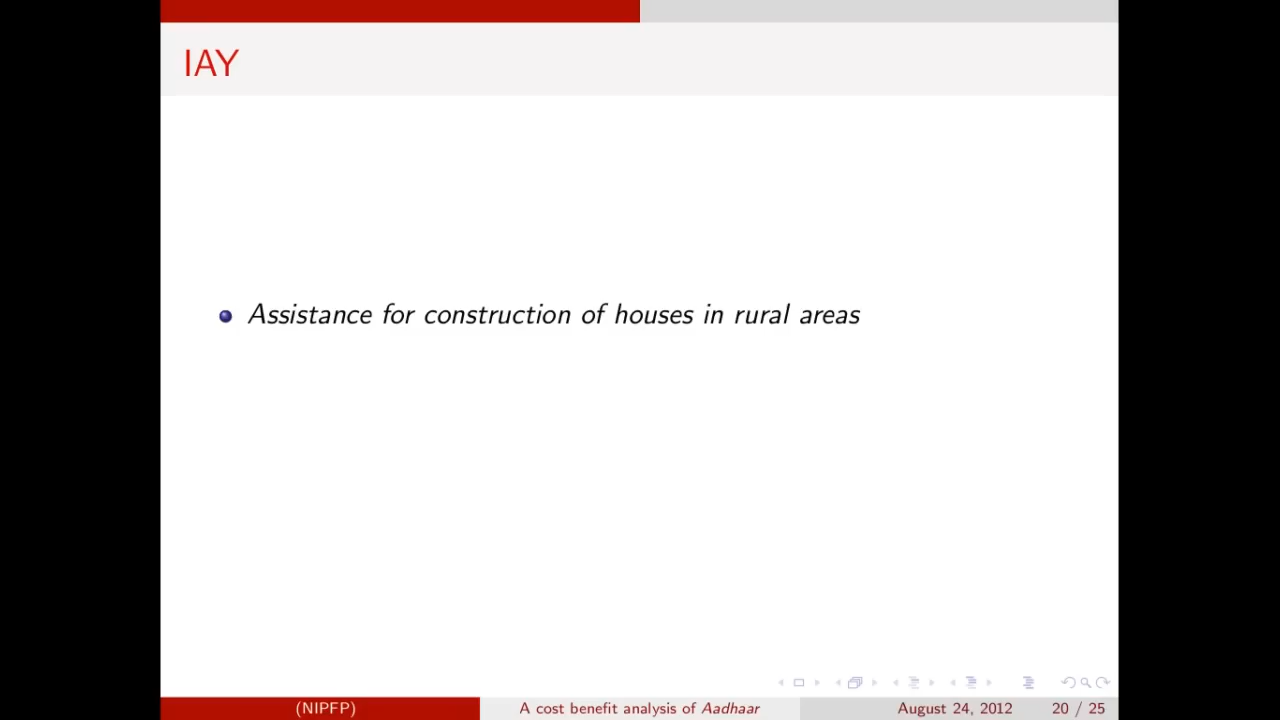 IAY
Assistance for construction of houses in rural areas
(NIPFP)
A cost benefit analysis of Aadhaar
August 24, 2012
20 / 25